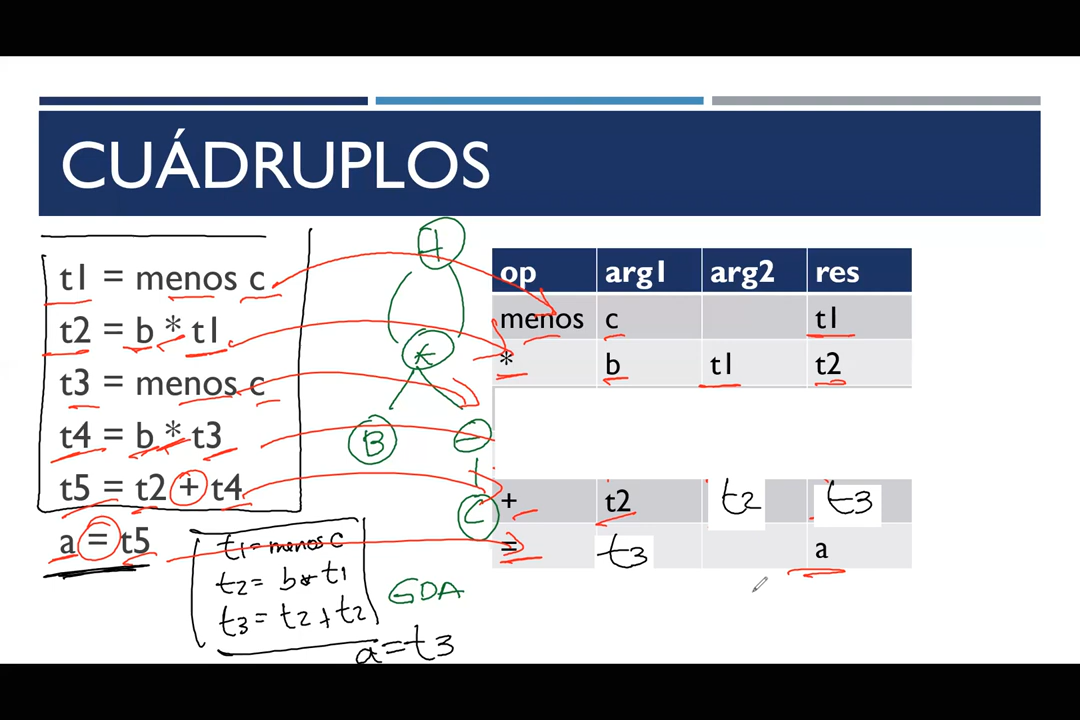 CUÁDRUPLOS
t1 = menos c
t2 = b * t1
t3 = menos c
t4 = b * t3
t5 = t2 + t4
a = t5
+
*
B
−
C
t1=menos c
t2= b * t1
t3= t2 + t2
a=t3
GDA
op arg1 arg2 res
menos c t1
* b t1 t2
+ t2 t2 t3
= t3 a